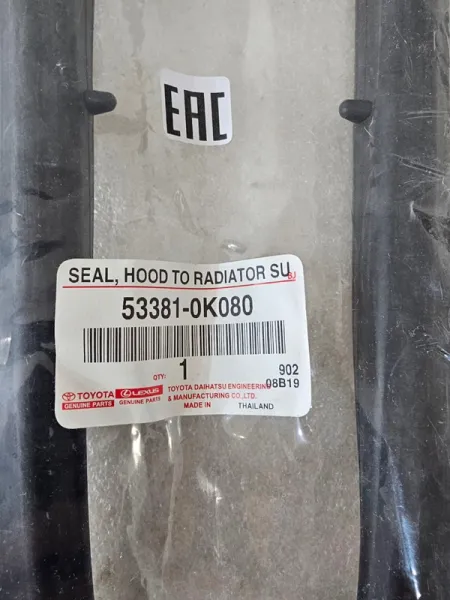 EAC
SEAL, HOOD TO RADIATOR SU
BJ
53381-0K080
QTY: 1
902
08B19
TOYOTA
GENUINE PARTS
LEXUS
GENUINE PARTS
TOYOTA DAIHATSU ENGINEERING
& MANUFACTURING CO.,LTD.
MADE IN THAILAND